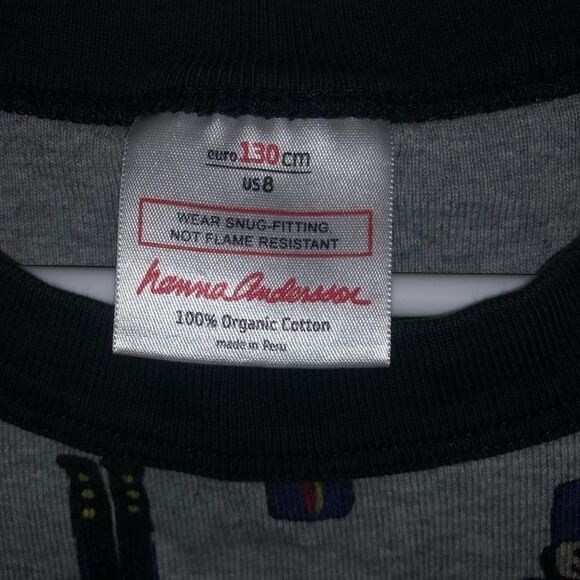 euro 130 cm
US 8
WEAR SNUG-FITTING,
NOT FLAME RESISTANT
hanna andersson
100% Organic Cotton
made in Peru